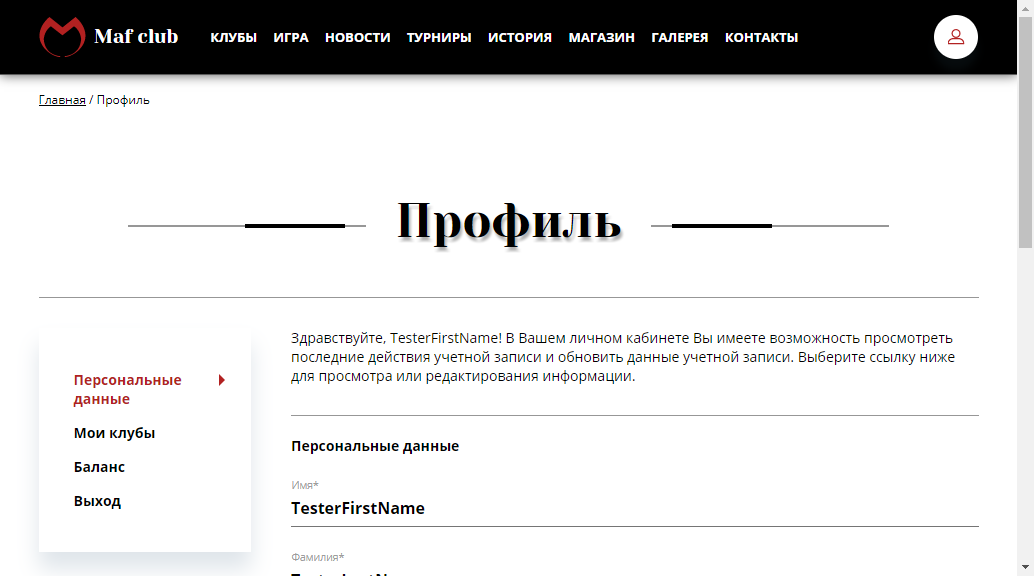 Maf club
КЛУБЫ ИГРА НОВОСТИ ТУРНИРЫ ИСТОРИЯ МАГАЗИН ГАЛЕРЕЯ КОНТАКТЫ
Главная / Профиль
Профиль
Персональные
данные
Мои клубы
Баланс
Выход
Здравствуйте, TesterFirstName! В Вашем личном кабинете Вы имеете возможность просмотреть
последние действия учетной записи и обновить данные учетной записи. Выберите ссылку ниже
для просмотра или редактирования информации.
Персональные данные
Имя*
TesterFirstName
Фамилия*